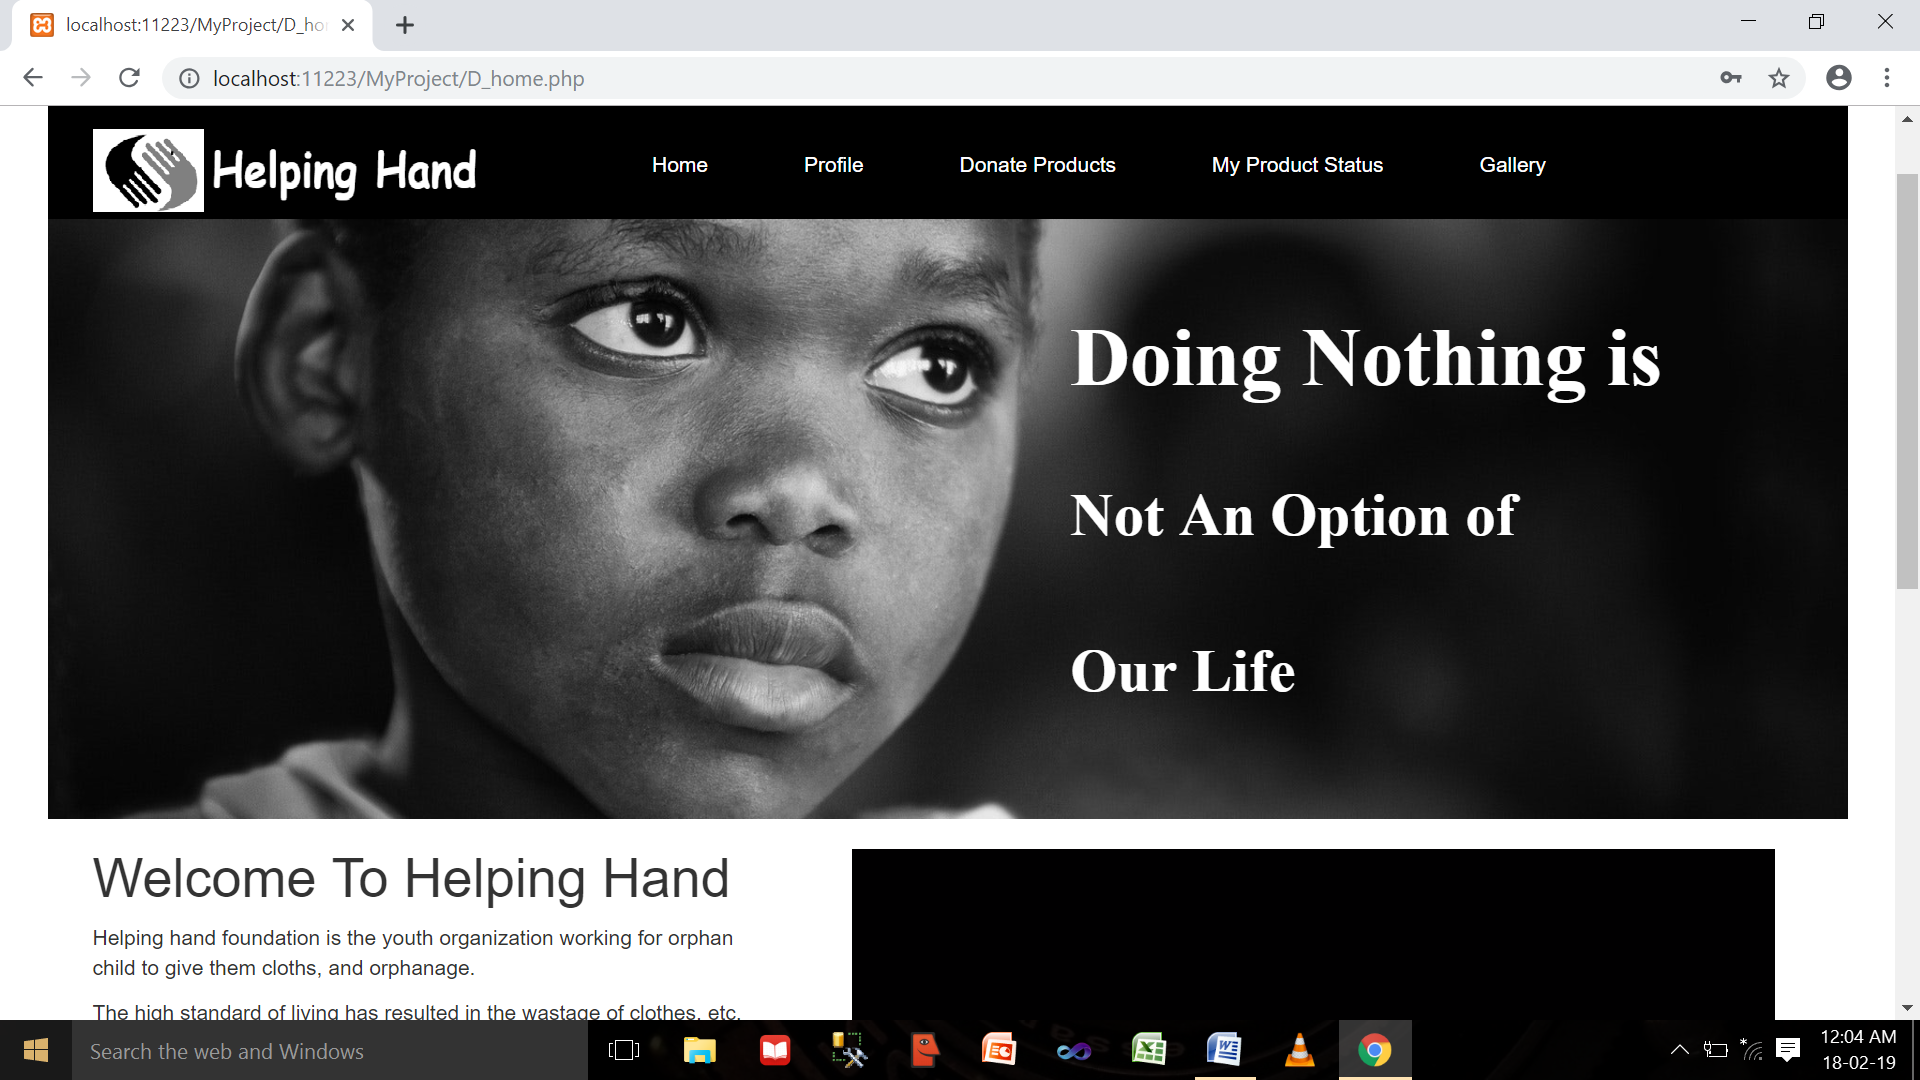 localhost:11223/MyProject/D_ho
localhost:11223/MyProject/D_home.php
Helping Hand
Home Profile Donate Products My Product Status Gallery
Doing Nothing is
Not An Option of
Our Life
Welcome To Helping Hand
Helping hand foundation is the youth organization working for orphan
child to give them cloths, and orphanage.
The high standard of living has resulted in the wastage of clothes, etc.
Search the web and Windows
12:04 AM
18-02-19